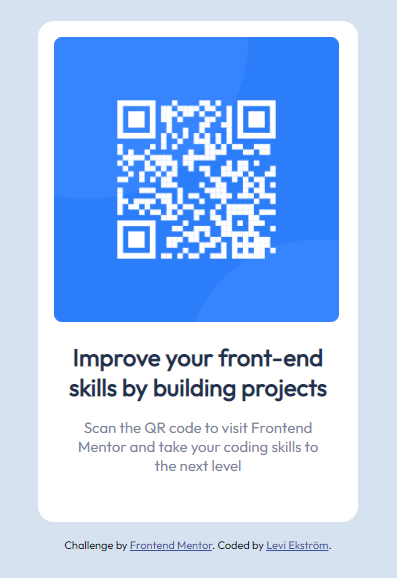 Improve your front-end
skills by building projects
Scan the QR code to visit Frontend
Mentor and take your coding skills to
the next level
Challenge by Frontend Mentor. Coded by Levi Ekström.